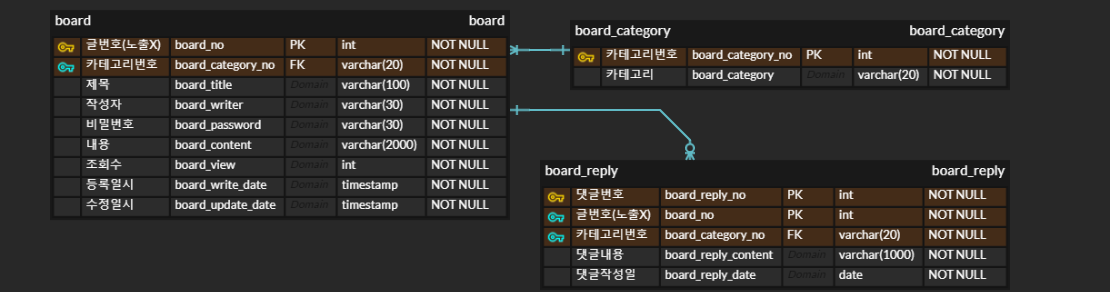 board board
글번호(노출X) board_no PK int NOT NULL
카테고리번호 board_category_no FK varchar(20) NOT NULL
제목 board_title Domain varchar(100) NOT NULL
작성자 board_writer Domain varchar(30) NOT NULL
비밀번호 board_password Domain varchar(30) NOT NULL
내용 board_content Domain varchar(2000) NOT NULL
조회수 board_view Domain int NOT NULL
등록일시 board_write_date Domain timestamp NOT NULL
수정일시 board_update_date Domain timestamp NOT NULL
board_category board_category
카테고리번호 board_category_no PK int NOT NULL
카테고리 board_category Domain varchar(20) NOT NULL
board_reply board_reply
댓글번호 board_reply_no PK int NOT NULL
글번호(노출X) board_no PK int NOT NULL
카테고리번호 board_category_no FK varchar(20) NOT NULL
댓글내용 board_reply_content Domain varchar(1000) NOT NULL
댓글작성일 board_reply_date Domain date NOT NULL